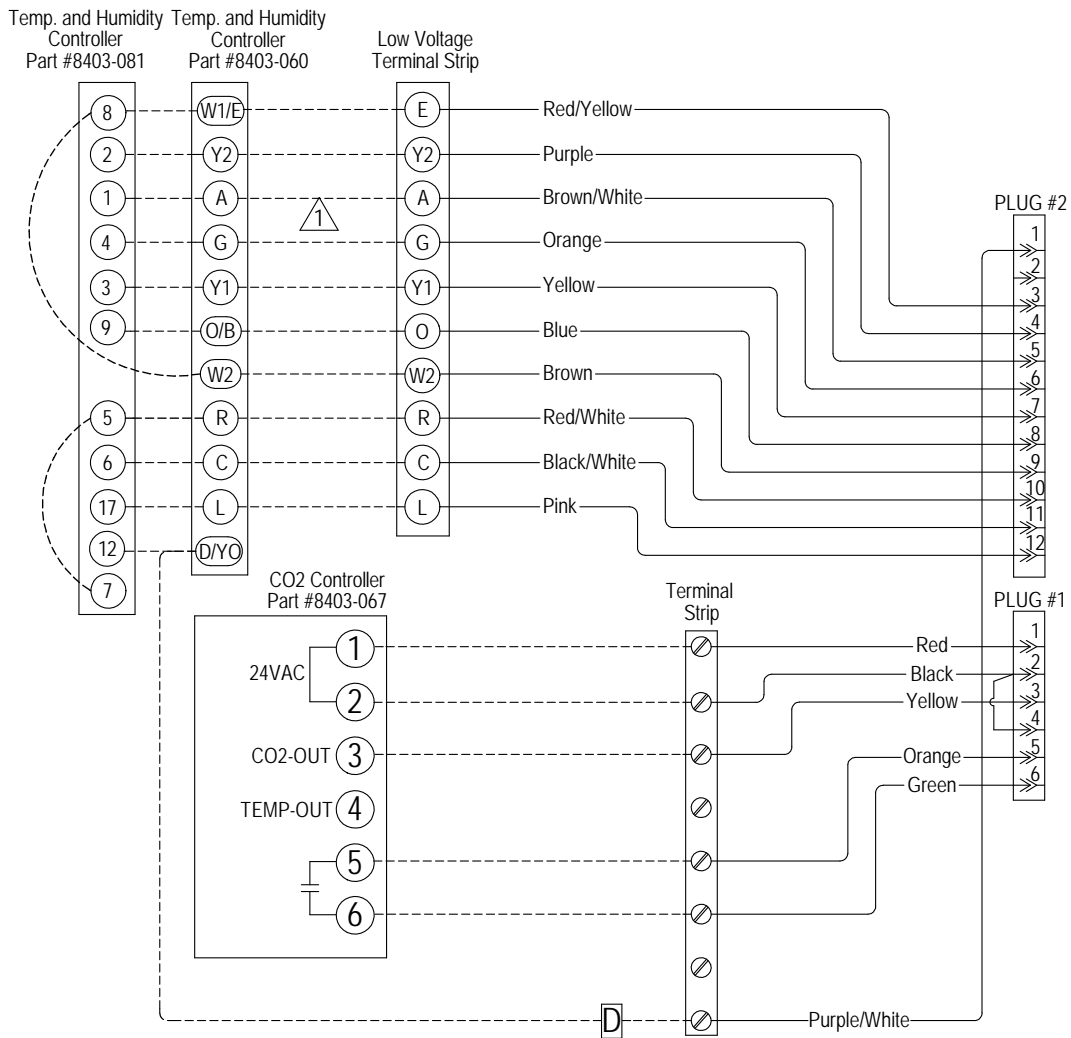 Temp. and Humidity
Controller
Part #8403-081
Temp. and Humidity
Controller
Part #8403-060
Low Voltage
Terminal Strip
8
W1/E
E
Red/Yellow
2
Y2
Y2
Purple
1
A
1
A
Brown/White
4
G
G
Orange
3
Y1
Y1
Yellow
9
O/B
O
Blue
W2
W2
Brown
5
R
R
Red/White
6
C
C
Black/White
17
L
L
Pink
12
D/YO
7
PLUG #2
1
2
3
4
5
6
7
8
9
10
11
12
CO2 Controller
Part #8403-067
24VAC
1
2
CO2-OUT
3
TEMP-OUT
4
5
6
Terminal
Strip
PLUG #1
Red
1
Black
2
Yellow
3
4
Orange
5
Green
6
D
Purple/White